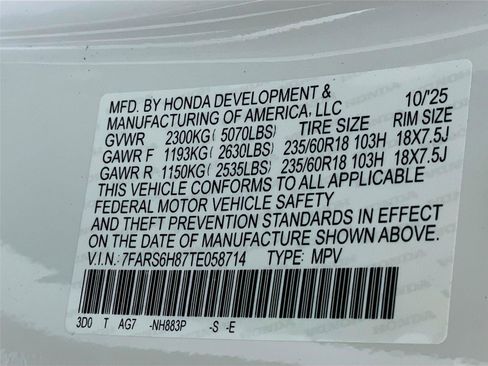 MFD. BY HONDA DEVELOPMENT & 10/'25
MANUFACTURING OF AMERICA, LLC
GVWR 2300KG (5070LBS) TIRE SIZE RIM SIZE
GAWR F 1193KG (2630LBS) 235/60R18 103H 18X7.5J
GAWR R 1150KG (2535LBS) 235/60R18 103H 18X7.5J
THIS VEHICLE CONFORMS TO ALL APPLICABLE
FEDERAL MOTOR VEHICLE SAFETY
AND THEFT PREVENTION STANDARDS IN EFFECT
ON THE DATE OF MANUFACTURE SHOWN ABOVE.
V.I.N.: 7FARS6H87TE058714 TYPE: MPV
3D0 T AG7 -NH883P -S -E